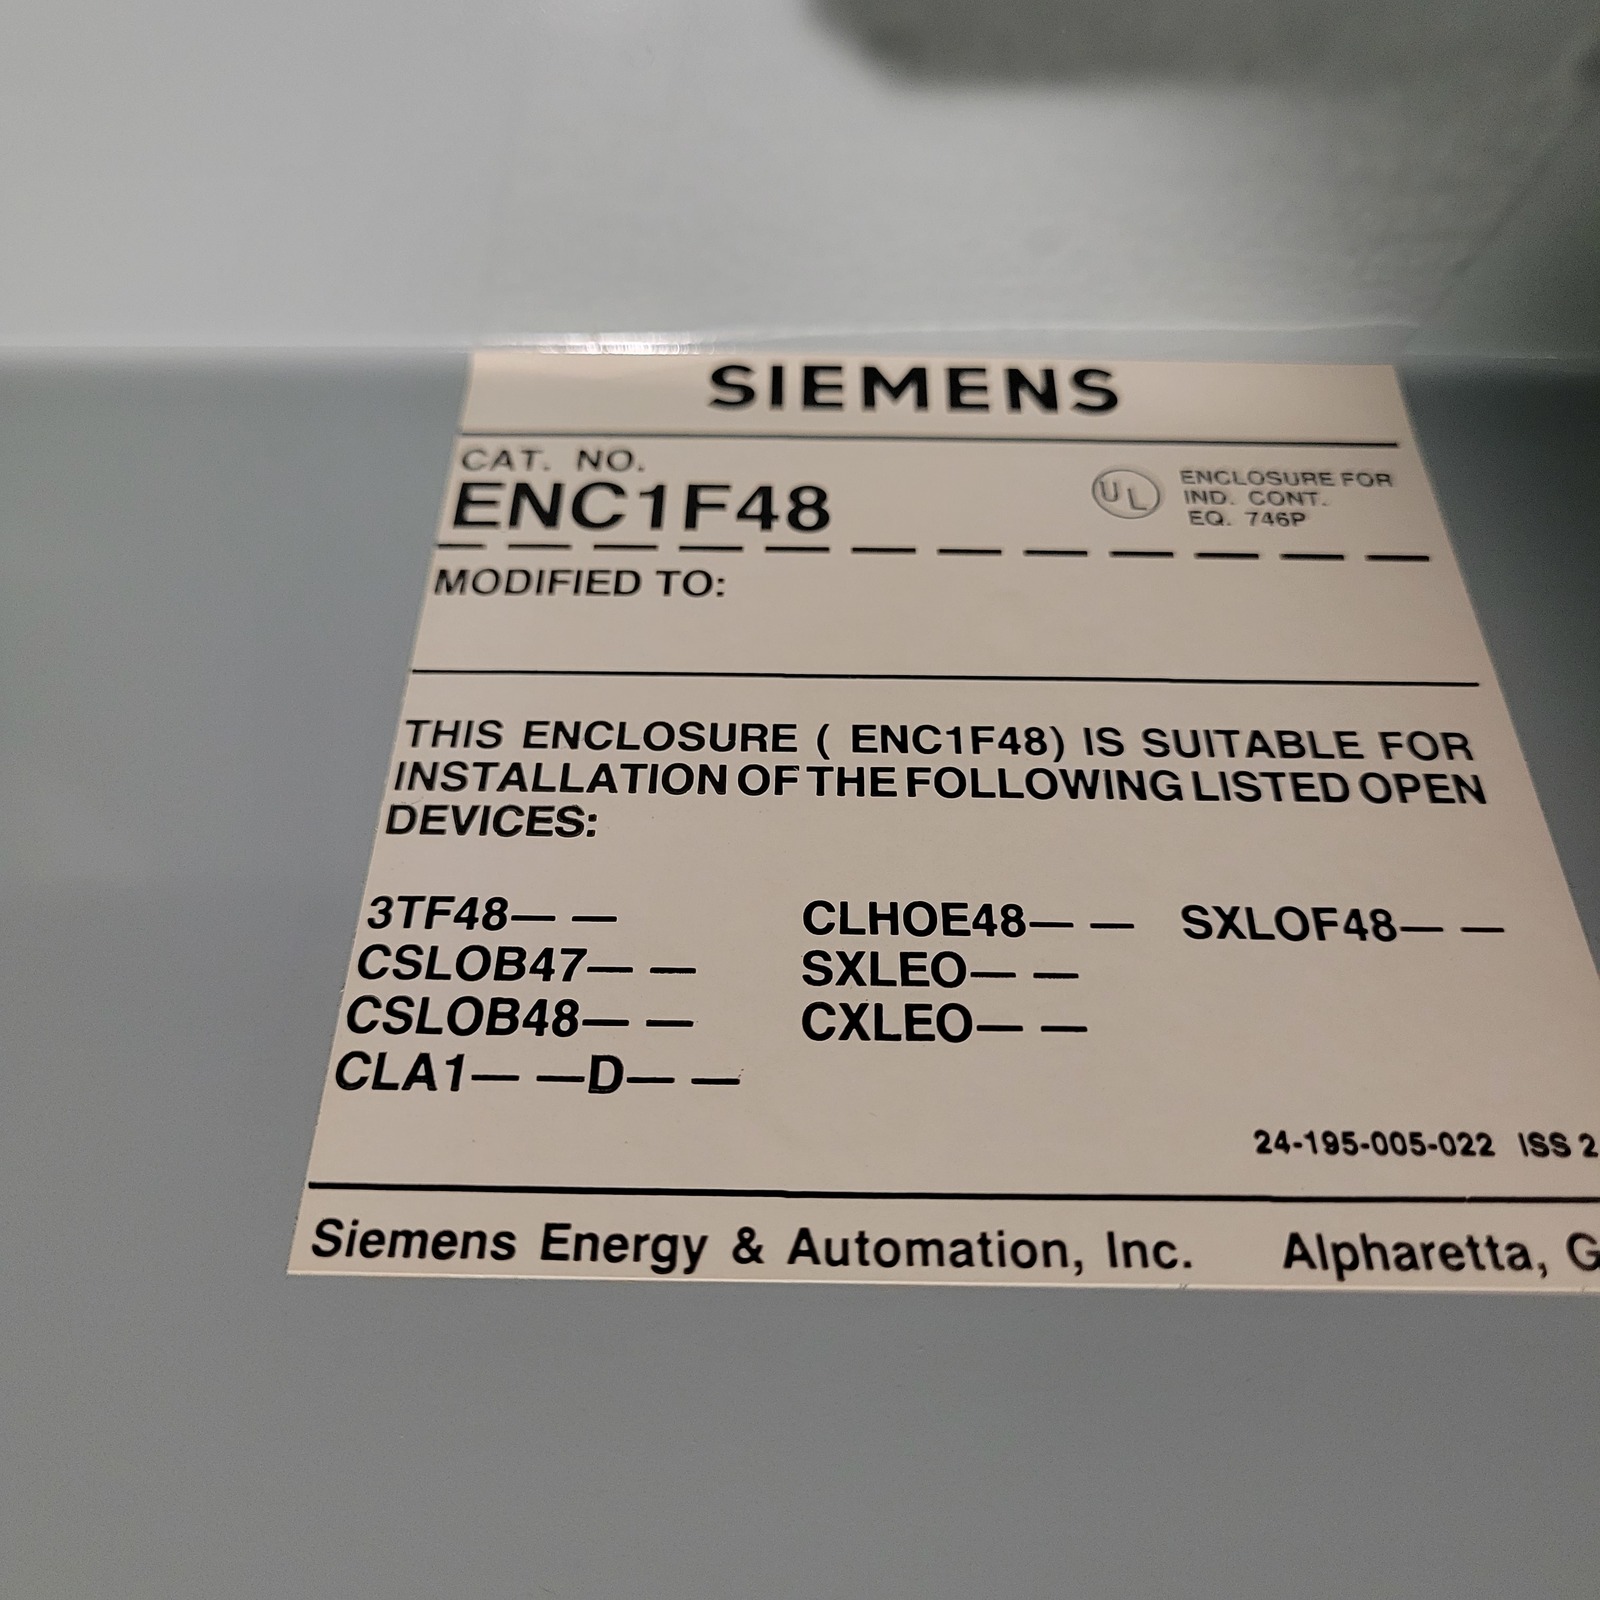 SIEMENS
CAT. NO.
ENC1F48
UL
ENCLOSURE FOR
IND. CONT.
EQ. 746P
MODIFIED TO:
THIS ENCLOSURE ( ENC1F48) IS SUITABLE FOR
INSTALLATION OF THE FOLLOWING LISTED OPEN
DEVICES:
3TF48— — CLHOE48— — SXLOF48— —
CSLOB47— — SXLEO— —
CSLOB48— — CXLEO— —
CLA1— —D— —
24-195-005-022 ISS 2
Siemens Energy & Automation, Inc. Alpharetta, G